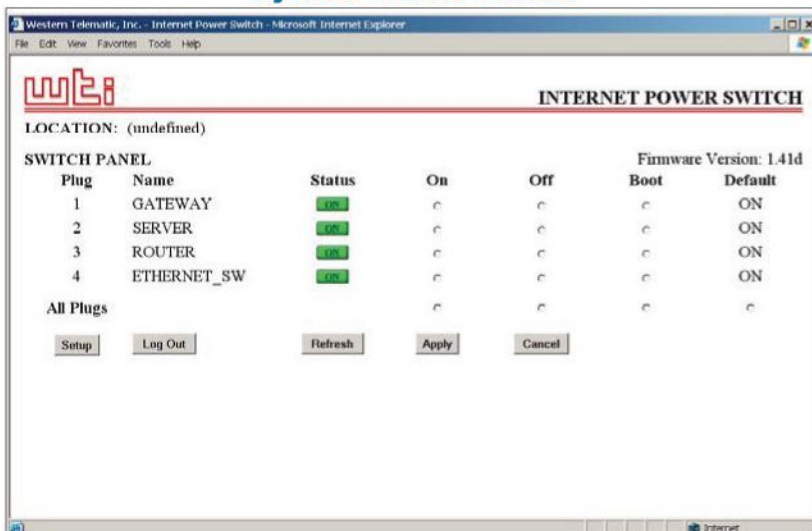 Western Telematic, Inc. - Internet Power Switch - Microsoft Internet Explorer
File Edit View Favorites Tools Help
wti
INTERNET POWER SWITCH
LOCATION: (undefined)
SWITCH PANEL Firmware Version: 1.41d
Plug Name Status On Off Boot Default
1 GATEWAY ON ON
2 SERVER ON ON
3 ROUTER ON ON
4 ETHERNET_SW ON ON
All Plugs
Setup Log Out Refresh Apply Cancel
Internet